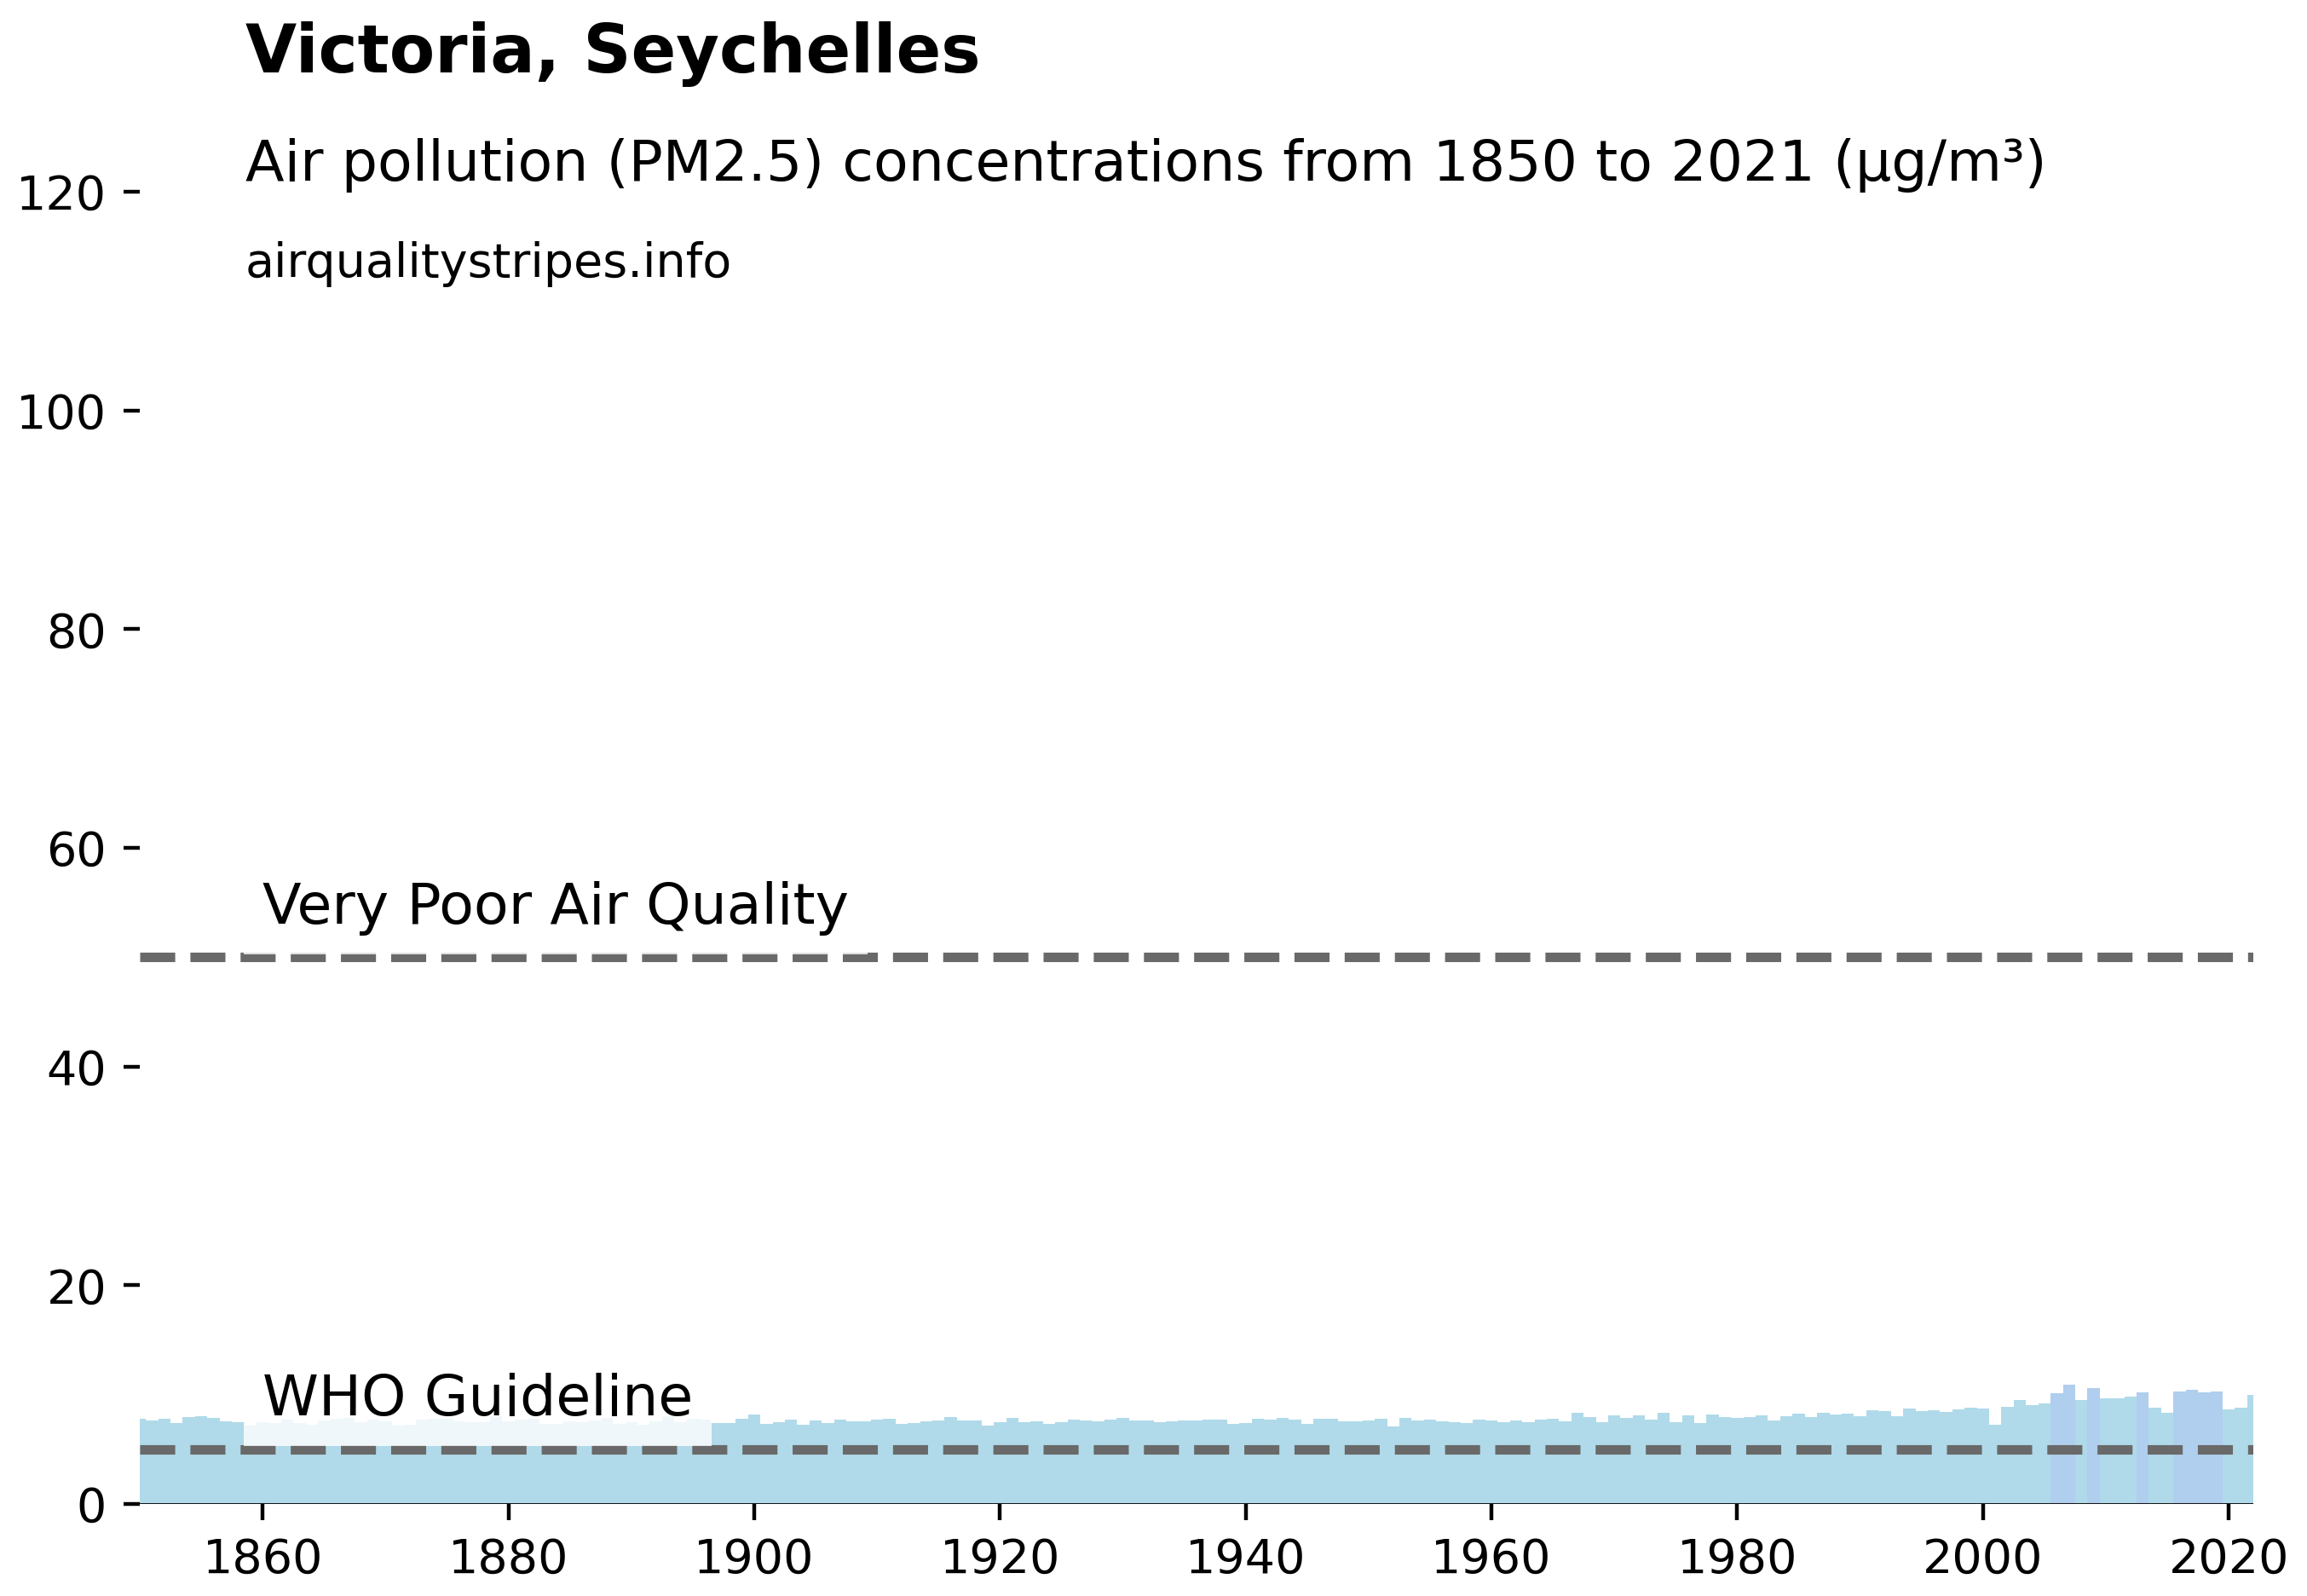 Victoria, Seychelles
Air pollution (PM2.5) concentrations from 1850 to 2021 (µg/m³)
airqualitystripes.info
120
100
80
60
Very Poor Air Quality
40
20
WHO Guideline
0
1860 1880 1900 1920 1940 1960 1980 2000 2020